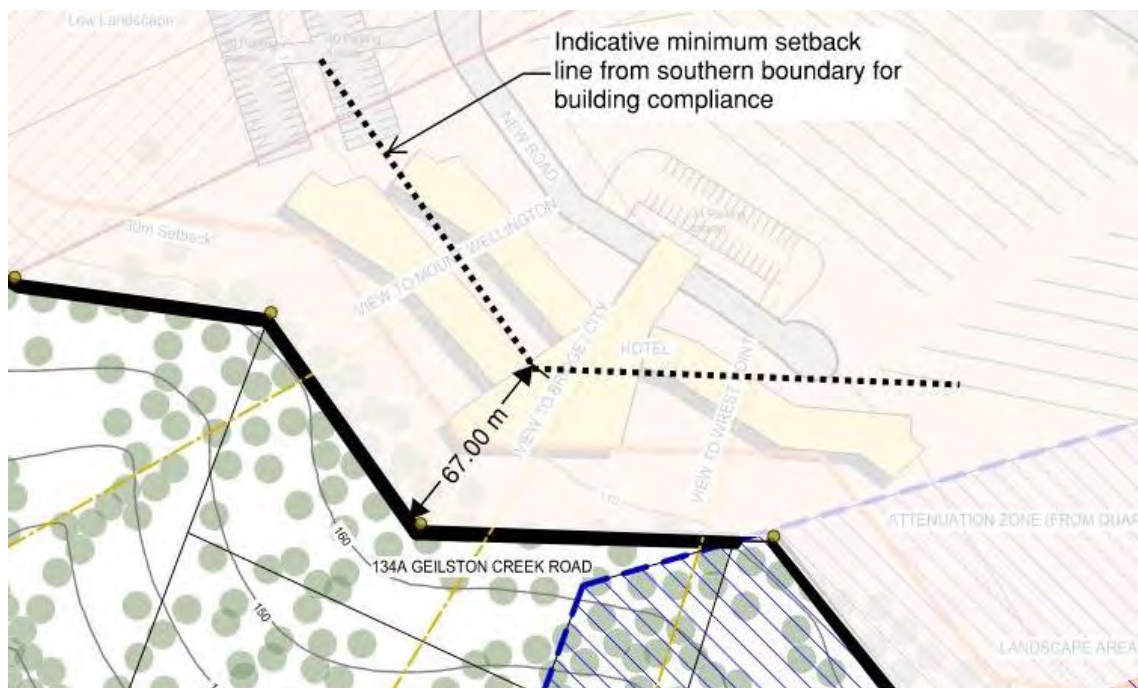 Low Landscape
Indicative minimum setback
line from southern boundary for
building compliance
NEW ROAD
30m Setback
VIEW TO MOUNT WELLINGTON
HOTEL
VIEW TO BRIDGE / CITY
VIEW TO WREST POINT
67.00 m
ATTENUATION ZONE (FROM QUAR
134A GEILSTON CREEK ROAD
160
150
LANDSCAPE AREA